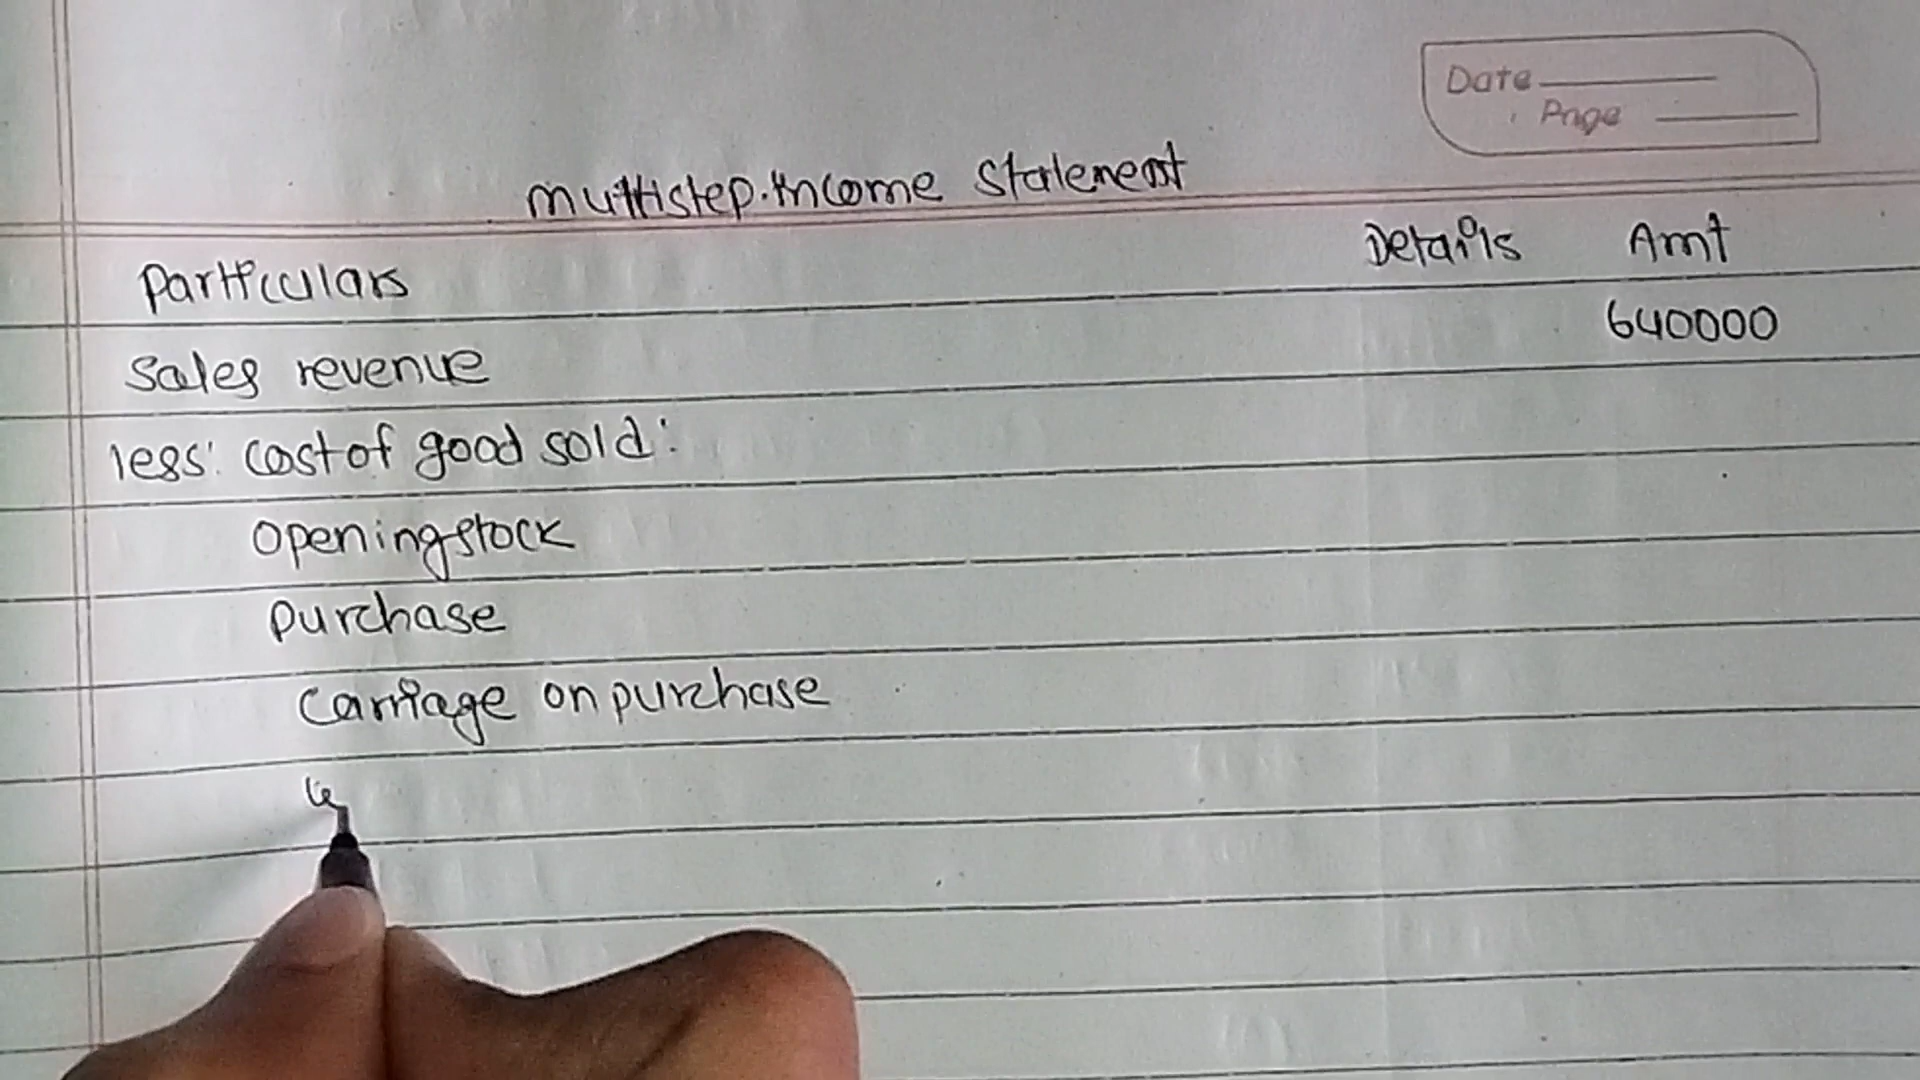 Date
Page
multistep income statement
Particulars Details Amt
Sales revenue 640000
less: cost of good sold:
Opening stock
purchase
carriage on purchase